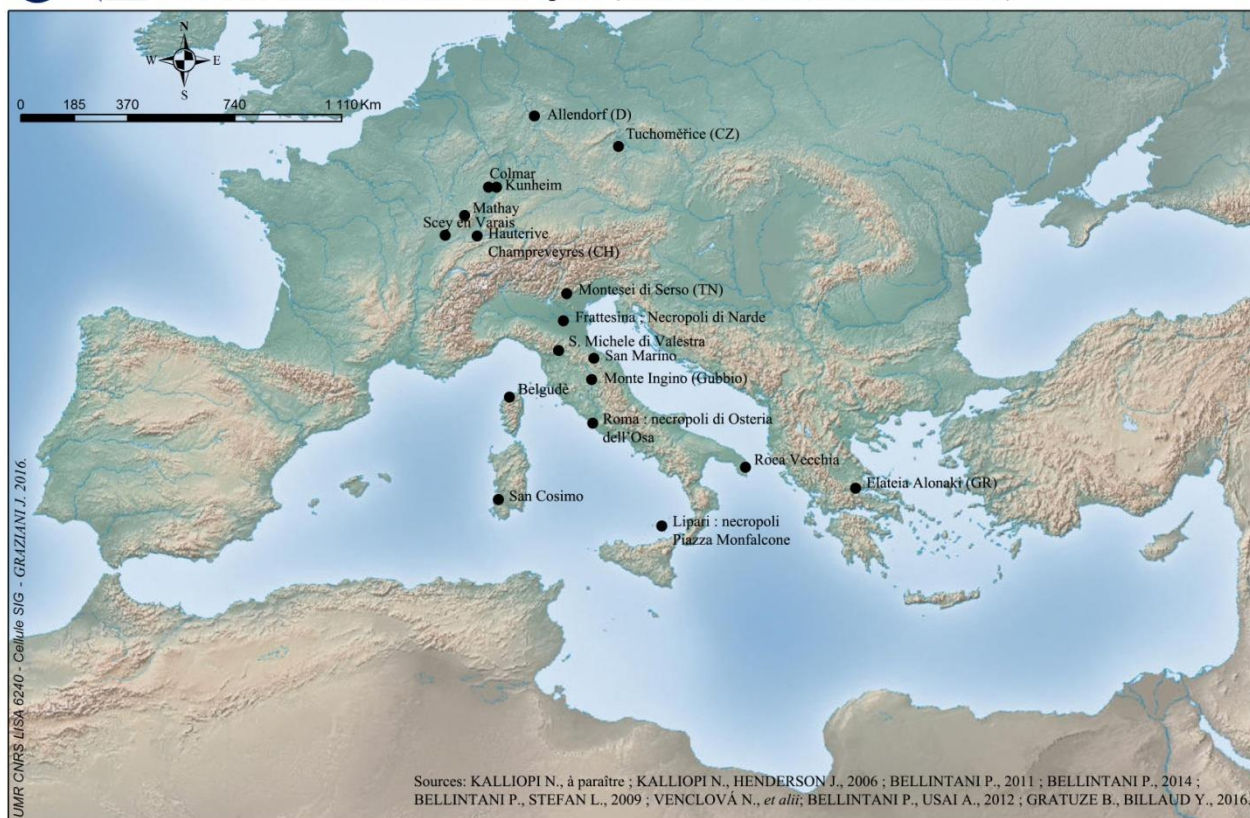 N
W E
S
0 185 370 740 1 110 Km
Allendorf (D)
Tuchoměřice (CZ)
Colmar
Kunheim
Mathay
Scey en Varais
Hauterive
Champreveyres (CH)
Montesei di Serso (TN)
Frattesina : Necropoli di Narde
S. Michele di Valestra
San Marino
Monte Ingino (Gubbio)
Belgudè
Roma : necropoli di Osteria
dell'Osa
Roca Vecchia
Elateia Alonaki (GR)
San Cosimo
Lipari : necropoli
Piazza Monfalcone
UMR CNRS LISA 6240 - Cellule SIG - GRAZIANI J. 2016.
Sources: KALLIOPI N., à paraître ; KALLIOPI N., HENDERSON J., 2006 ; BELLINTANI P., 2011 ; BELLINTANI P., 2014 ;
BELLINTANI P., STEFAN L., 2009 ; VENCLOVÁ N., et alii; BELLINTANI P., USAI A., 2012 ; GRATUZE B., BILLAUD Y., 2016.